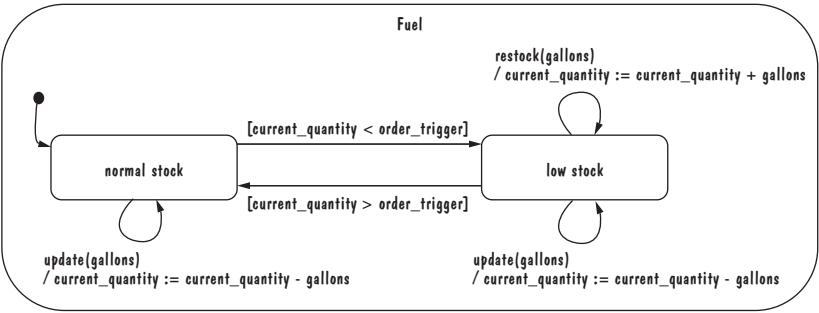 Fuel
restock(gallons)
/ current_quantity := current_quantity + gallons
[current_quantity < order_trigger]
normal stock
low stock
[current_quantity > order_trigger]
update(gallons)
/ current_quantity := current_quantity - gallons
update(gallons)
/ current_quantity := current_quantity - gallons